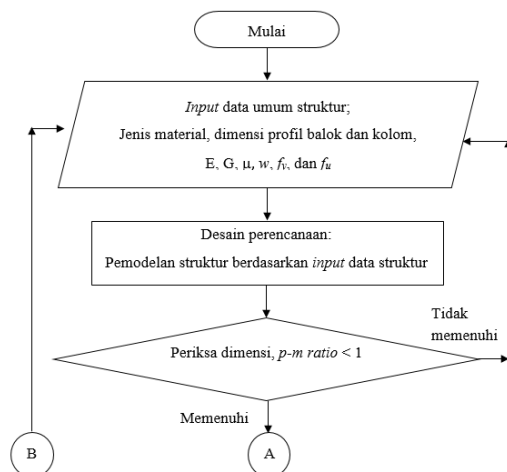 Mulai
Input data umum struktur;
Jenis material, dimensi profil balok dan kolom,
E, G, μ, w, fᵧ, dan fᵤ
Desain perencanaan:
Pemodelan struktur berdasarkan input data struktur
Tidak
memenuhi
Periksa dimensi, p-m ratio < 1
Memenuhi
B
A